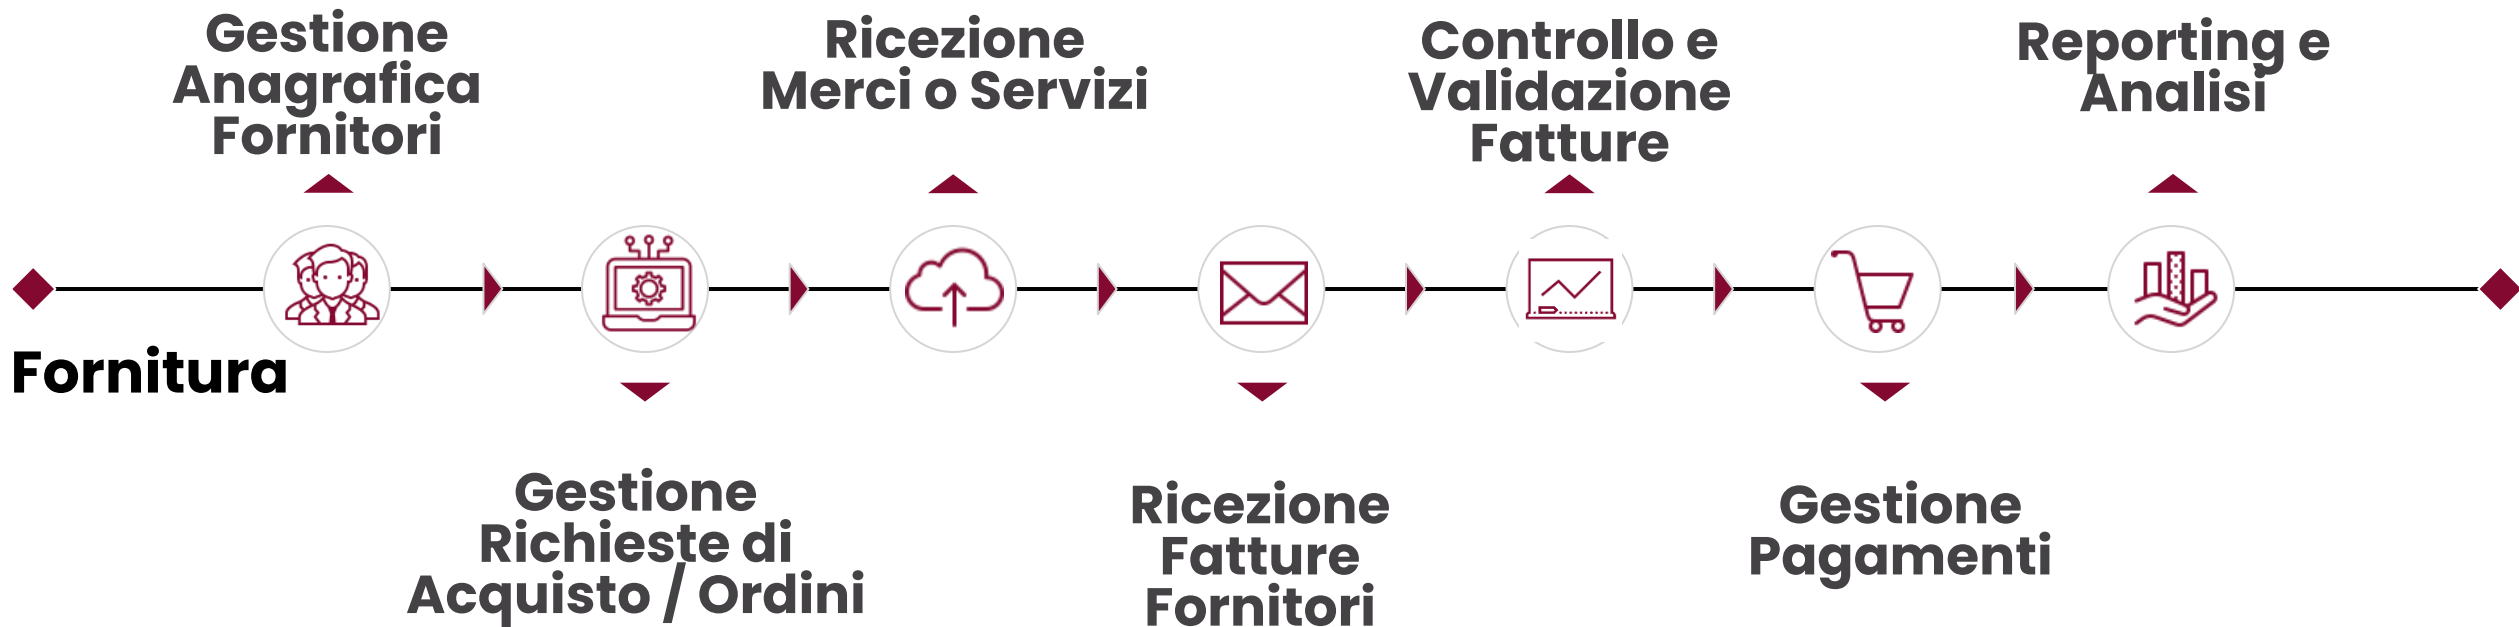 Gestione
Anagrafica
Fornitori
Ricezione
Merci o Servizi
Controllo e
Validazione
Fatture
Reporting e
Analisi
Fornitura
Gestione
Richieste di
Acquisto / Ordini
Ricezione
Fatture
Fornitori
Gestione
Pagamenti